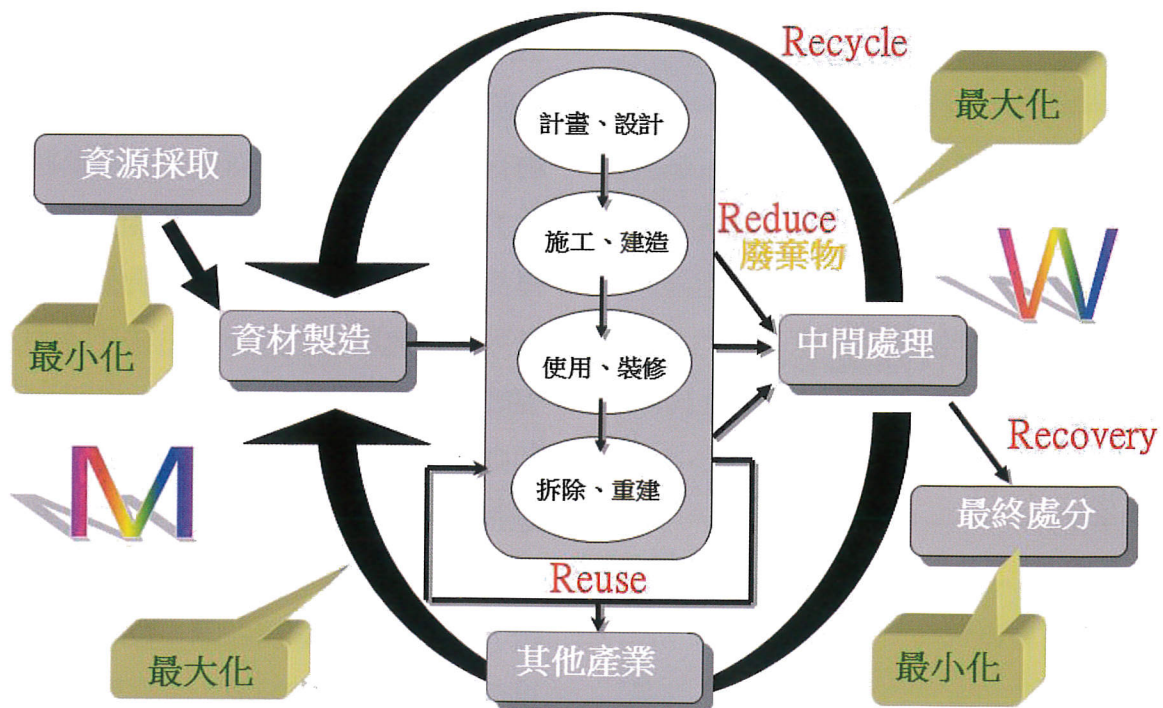 Recycle
最大化
計畫、設計
資源採取
Reduce
廢棄物
施工、建造
W
最小化
資材製造
使用、裝修
中間處理
Recovery
M
拆除、重建
最終處分
Reuse
最大化
其他產業
最小化